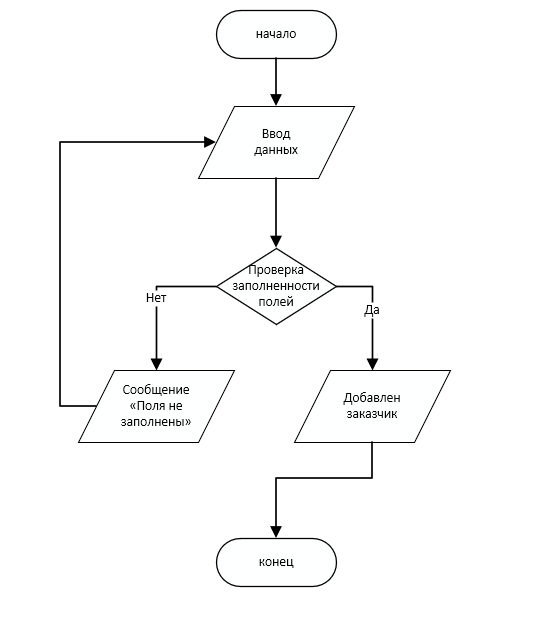 начало
Ввод
данных
Проверка
заполненности
полей
Нет
Да
Сообщение
«Поля не
заполнены»
Добавлен
заказчик
конец